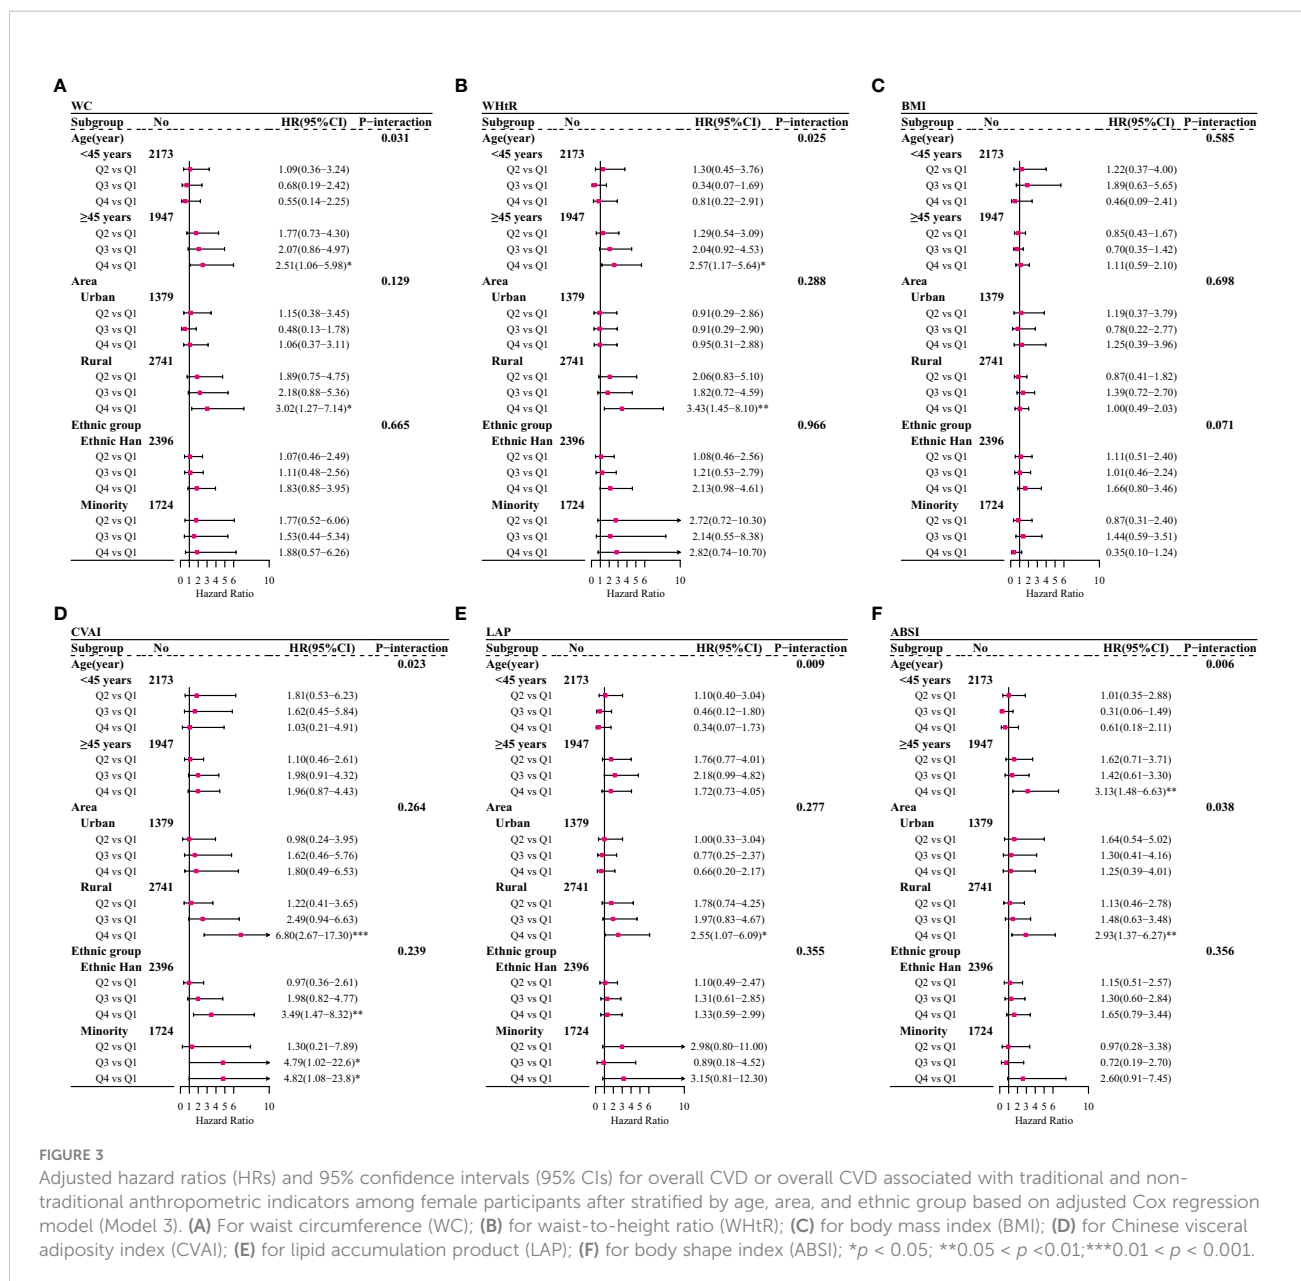 A
WC
Subgroup No HR(95%CI) P−interaction
Age(year) 0.031
<45 years 2173
Q2 vs Q1 1.09(0.36−3.24)
Q3 vs Q1 0.68(0.19−2.42)
Q4 vs Q1 0.55(0.14−2.25)
≥45 years 1947
Q2 vs Q1 1.77(0.73−4.30)
Q3 vs Q1 2.07(0.86−4.97)
Q4 vs Q1 2.51(1.06−5.98)*
Area 0.129
Urban 1379
Q2 vs Q1 1.15(0.38−3.45)
Q3 vs Q1 0.48(0.13−1.78)
Q4 vs Q1 1.06(0.37−3.11)
Rural 2741
Q2 vs Q1 1.89(0.75−4.75)
Q3 vs Q1 2.18(0.88−5.36)
Q4 vs Q1 3.02(1.27−7.14)*
Ethnic group 0.665
Ethnic Han 2396
Q2 vs Q1 1.07(0.46−2.49)
Q3 vs Q1 1.11(0.48−2.56)
Q4 vs Q1 1.83(0.85−3.95)
Minority 1724
Q2 vs Q1 1.77(0.52−6.06)
Q3 vs Q1 1.53(0.44−5.34)
Q4 vs Q1 1.88(0.57−6.26)
0 1 2 3 4 5 6 10
Hazard Ratio
B
WHtR
Subgroup No HR(95%CI) P−interaction
Age(year) 0.025
<45 years 2173
Q2 vs Q1 1.30(0.45−3.76)
Q3 vs Q1 0.34(0.07−1.69)
Q4 vs Q1 0.81(0.22−2.91)
≥45 years 1947
Q2 vs Q1 1.29(0.54−3.09)
Q3 vs Q1 2.04(0.92−4.53)
Q4 vs Q1 2.57(1.17−5.64)*
Area 0.288
Urban 1379
Q2 vs Q1 0.91(0.29−2.86)
Q3 vs Q1 0.91(0.29−2.90)
Q4 vs Q1 0.95(0.31−2.88)
Rural 2741
Q2 vs Q1 2.06(0.83−5.10)
Q3 vs Q1 1.82(0.72−4.59)
Q4 vs Q1 3.43(1.45−8.10)**
Ethnic group 0.966
Ethnic Han 2396
Q2 vs Q1 1.08(0.46−2.56)
Q3 vs Q1 1.21(0.53−2.79)
Q4 vs Q1 2.13(0.98−4.61)
Minority 1724
Q2 vs Q1 2.72(0.72−10.30)
Q3 vs Q1 2.14(0.55−8.38)
Q4 vs Q1 2.82(0.74−10.70)
0 1 2 3 4 5 6 10
Hazard Ratio
C
BMI
Subgroup No HR(95%CI) P−interaction
Age(year) 0.585
<45 years 2173
Q2 vs Q1 1.22(0.37−4.00)
Q3 vs Q1 1.89(0.63−5.65)
Q4 vs Q1 0.46(0.09−2.41)
≥45 years 1947
Q2 vs Q1 0.85(0.43−1.67)
Q3 vs Q1 0.70(0.35−1.42)
Q4 vs Q1 1.11(0.59−2.10)
Area 0.698
Urban 1379
Q2 vs Q1 1.19(0.37−3.79)
Q3 vs Q1 0.78(0.22−2.77)
Q4 vs Q1 1.25(0.39−3.96)
Rural 2741
Q2 vs Q1 0.87(0.41−1.82)
Q3 vs Q1 1.39(0.72−2.70)
Q4 vs Q1 1.00(0.49−2.03)
Ethnic group 0.071
Ethnic Han 2396
Q2 vs Q1 1.11(0.51−2.40)
Q3 vs Q1 1.01(0.46−2.24)
Q4 vs Q1 1.66(0.80−3.46)
Minority 1724
Q2 vs Q1 0.87(0.31−2.40)
Q3 vs Q1 1.44(0.59−3.51)
Q4 vs Q1 0.35(0.10−1.24)
0 1 2 3 4 5 6 10
Hazard Ratio
D
CVAI
Subgroup No HR(95%CI) P−interaction
Age(year) 0.023
<45 years 2173
Q2 vs Q1 1.81(0.53−6.23)
Q3 vs Q1 1.62(0.45−5.84)
Q4 vs Q1 1.03(0.21−4.91)
≥45 years 1947
Q2 vs Q1 1.10(0.46−2.61)
Q3 vs Q1 1.98(0.91−4.32)
Q4 vs Q1 1.96(0.87−4.43)
Area 0.264
Urban 1379
Q2 vs Q1 0.98(0.24−3.95)
Q3 vs Q1 1.62(0.46−5.76)
Q4 vs Q1 1.80(0.49−6.53)
Rural 2741
Q2 vs Q1 1.22(0.41−3.65)
Q3 vs Q1 2.49(0.94−6.63)
Q4 vs Q1 6.80(2.67−17.30)***
Ethnic group 0.239
Ethnic Han 2396
Q2 vs Q1 0.97(0.36−2.61)
Q3 vs Q1 1.98(0.82−4.77)
Q4 vs Q1 3.49(1.47−8.32)**
Minority 1724
Q2 vs Q1 1.30(0.21−7.89)
Q3 vs Q1 4.79(1.02−22.6)*
Q4 vs Q1 4.82(1.08−23.8)*
0 1 2 3 4 5 6 10
Hazard Ratio
E
LAP
Subgroup No HR(95%CI) P−interaction
Age(year) 0.009
<45 years 2173
Q2 vs Q1 1.10(0.40−3.04)
Q3 vs Q1 0.46(0.12−1.80)
Q4 vs Q1 0.34(0.07−1.73)
≥45 years 1947
Q2 vs Q1 1.76(0.77−4.01)
Q3 vs Q1 2.18(0.99−4.82)
Q4 vs Q1 1.72(0.73−4.05)
Area 0.277
Urban 1379
Q2 vs Q1 1.00(0.33−3.04)
Q3 vs Q1 0.77(0.25−2.37)
Q4 vs Q1 0.66(0.20−2.17)
Rural 2741
Q2 vs Q1 1.78(0.74−4.25)
Q3 vs Q1 1.97(0.83−4.67)
Q4 vs Q1 2.55(1.07−6.09)*
Ethnic group 0.355
Ethnic Han 2396
Q2 vs Q1 1.10(0.49−2.47)
Q3 vs Q1 1.31(0.61−2.85)
Q4 vs Q1 1.33(0.59−2.99)
Minority 1724
Q2 vs Q1 2.98(0.80−11.00)
Q3 vs Q1 0.89(0.18−4.52)
Q4 vs Q1 3.15(0.81−12.30)
0 1 2 3 4 5 6 10
Hazard Ratio
F
ABSI
Subgroup No HR(95%CI) P−interaction
Age(year) 0.006
<45 years 2173
Q2 vs Q1 1.01(0.35−2.88)
Q3 vs Q1 0.31(0.06−1.49)
Q4 vs Q1 0.61(0.18−2.11)
≥45 years 1947
Q2 vs Q1 1.62(0.71−3.71)
Q3 vs Q1 1.42(0.61−3.30)
Q4 vs Q1 3.13(1.48−6.63)**
Area 0.038
Urban 1379
Q2 vs Q1 1.64(0.54−5.02)
Q3 vs Q1 1.30(0.41−4.16)
Q4 vs Q1 1.25(0.39−4.01)
Rural 2741
Q2 vs Q1 1.13(0.46−2.78)
Q3 vs Q1 1.48(0.63−3.48)
Q4 vs Q1 2.93(1.37−6.27)**
Ethnic group 0.356
Ethnic Han 2396
Q2 vs Q1 1.15(0.51−2.57)
Q3 vs Q1 1.30(0.60−2.84)
Q4 vs Q1 1.65(0.79−3.44)
Minority 1724
Q2 vs Q1 0.97(0.28−3.38)
Q3 vs Q1 0.72(0.19−2.70)
Q4 vs Q1 2.60(0.91−7.45)
0 1 2 3 4 5 6 10
Hazard Ratio
FIGURE 3
Adjusted hazard ratios (HRs) and 95% confidence intervals (95% CIs) for overall CVD or overall CVD associated with traditional and non-
traditional anthropometric indicators among female participants after stratified by age, area, and ethnic group based on adjusted Cox regression
model (Model 3). (A) For waist circumference (WC); (B) for waist-to-height ratio (WHtR); (C) for body mass index (BMI); (D) for Chinese visceral
adiposity index (CVAI); (E) for lipid accumulation product (LAP); (F) for body shape index (ABSI); *p < 0.05; **0.05 < p <0.01;***0.01 < p < 0.001.